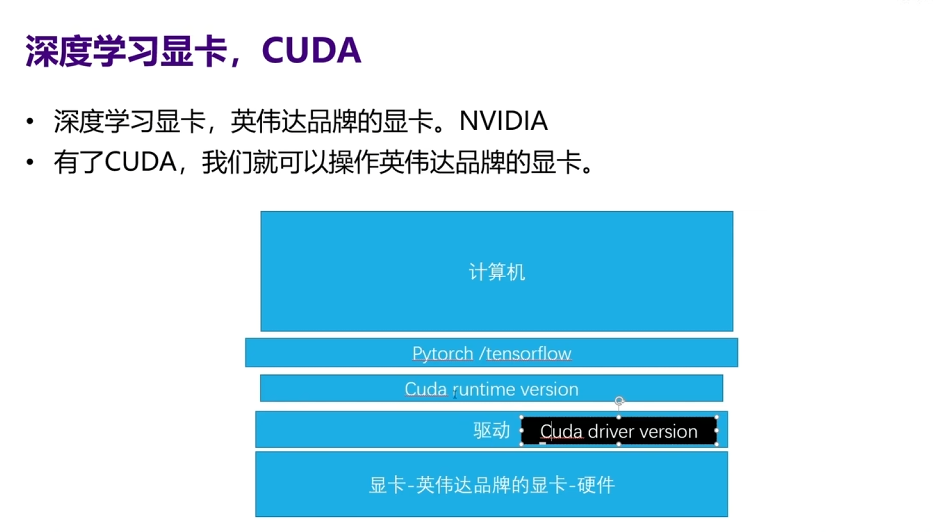 深度学习显卡，CUDA
• 深度学习显卡，英伟达品牌的显卡。NVIDIA
• 有了CUDA，我们就可以操作英伟达品牌的显卡。
计算机
Pytorch /tensorflow
Cuda runtime version
驱动 Cuda driver version
显卡-英伟达品牌的显卡-硬件